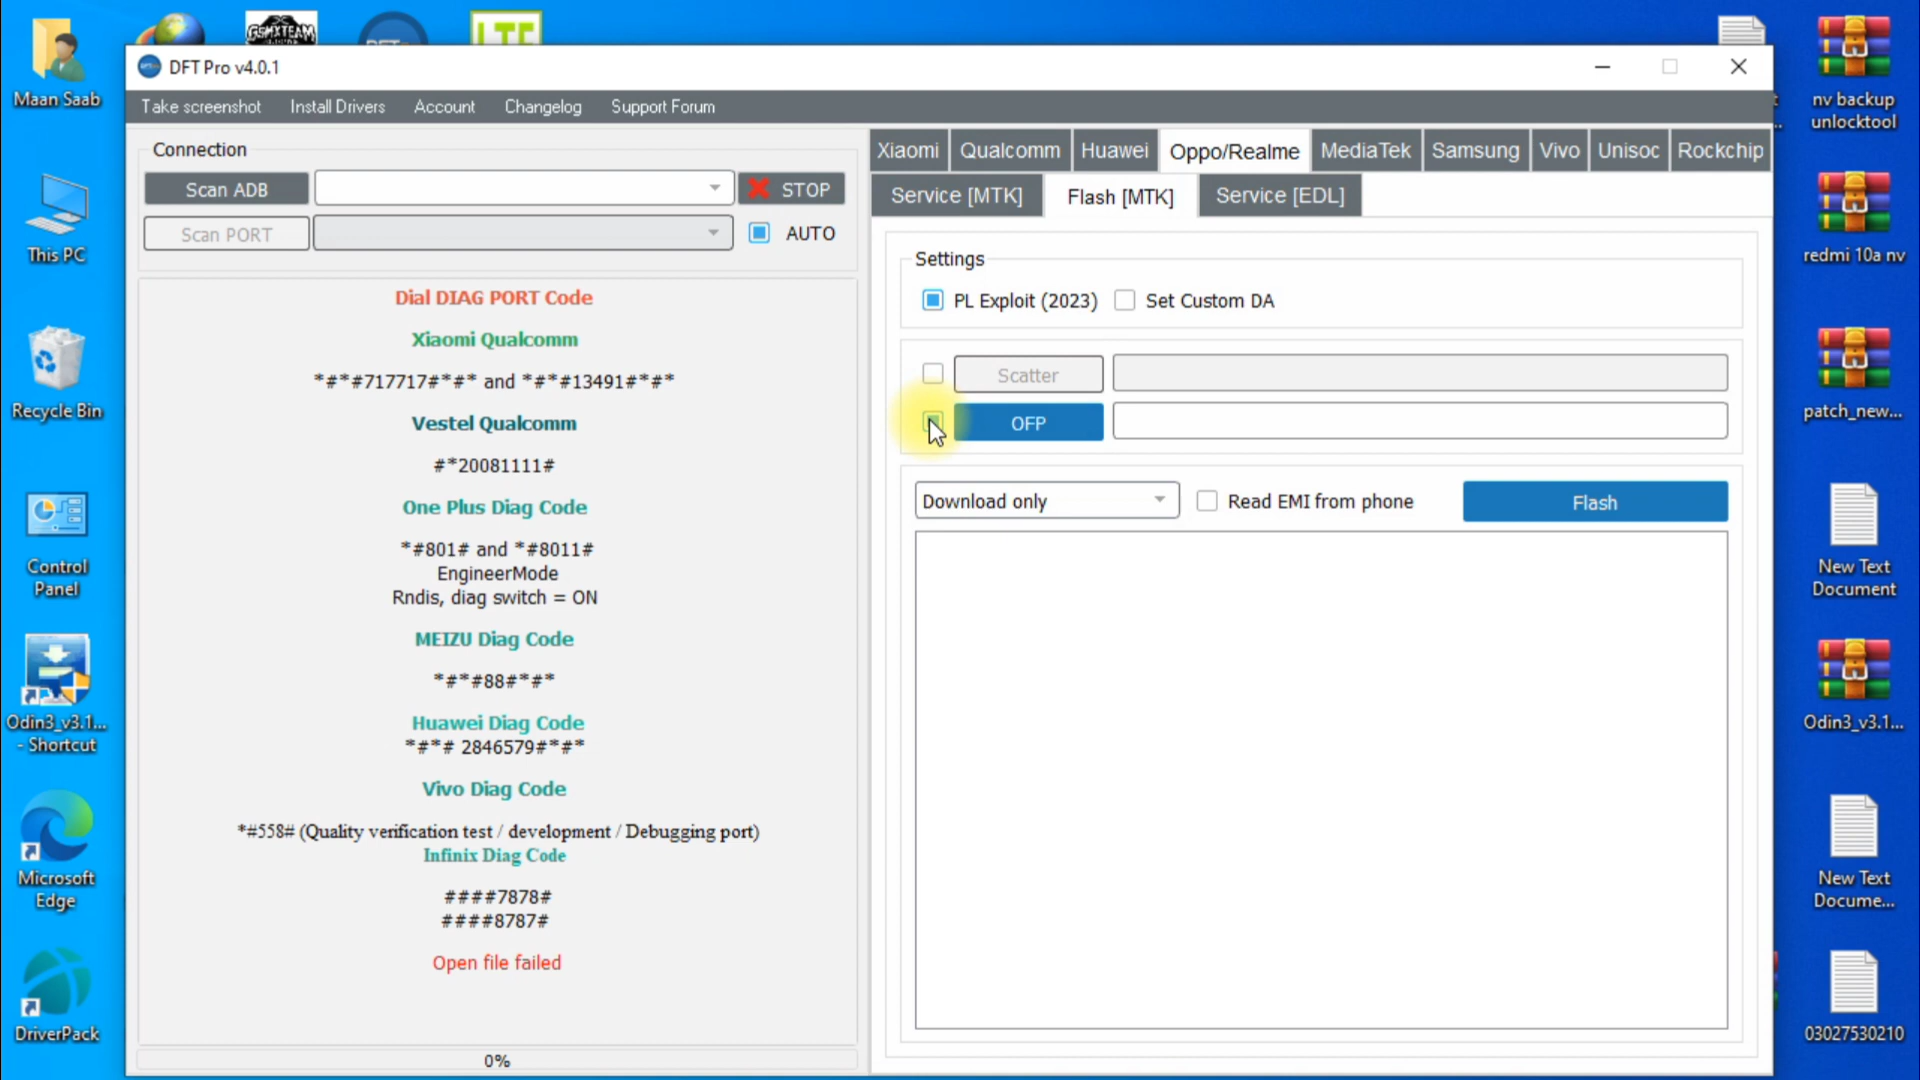 GSMXTEAM
LTE
Maan Saab
This PC
Recycle Bin
Control
Panel
Odin3_v3.1...
- Shortcut
Microsoft
Edge
DriverPack
DFT Pro v4.0.1
Take screenshot Install Drivers Account Changelog Support Forum
Connection
Scan ADB STOP
Scan PORT AUTO
Dial DIAG PORT Code
Xiaomi Qualcomm
*#*#717717#*#* and *#*#13491#*#*
Vestel Qualcomm
#*20081111#
One Plus Diag Code
*#801# and *#8011#
EngineerMode
Rndis, diag switch = ON
MEIZU Diag Code
*#*#88#*#*
Huawei Diag Code
*#*# 2846579#*#*
Vivo Diag Code
*#558# (Quality verification test / development / Debugging port)
Infinix Diag Code
####7878#
####8787#
Open file failed
0%
Xiaomi Qualcomm Huawei Oppo/Realme MediaTek Samsung Vivo Unisoc Rockchip
Service [MTK] Flash [MTK] Service [EDL]
Settings
PL Exploit (2023) Set Custom DA
Scatter
OFP
Download only Read EMI from phone Flash
nv backup
unlocktool
redmi 10a nv
patch_new...
New Text
Document
Odin3_v3.1...
New Text
Docume...
03027530210